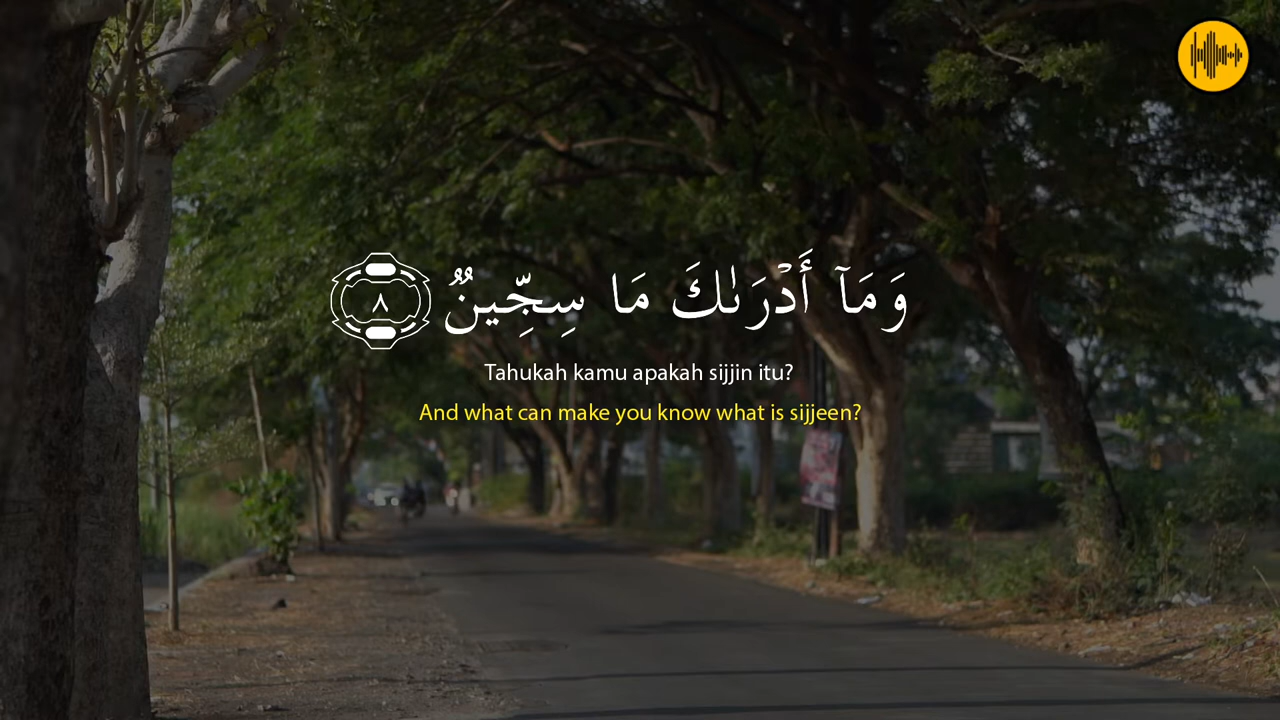 وَمَآ أَدْرَىٰكَ مَا سِجِّينٌ ٨
Tahukah kamu apakah sijjin itu?
And what can make you know what is sijjeen?